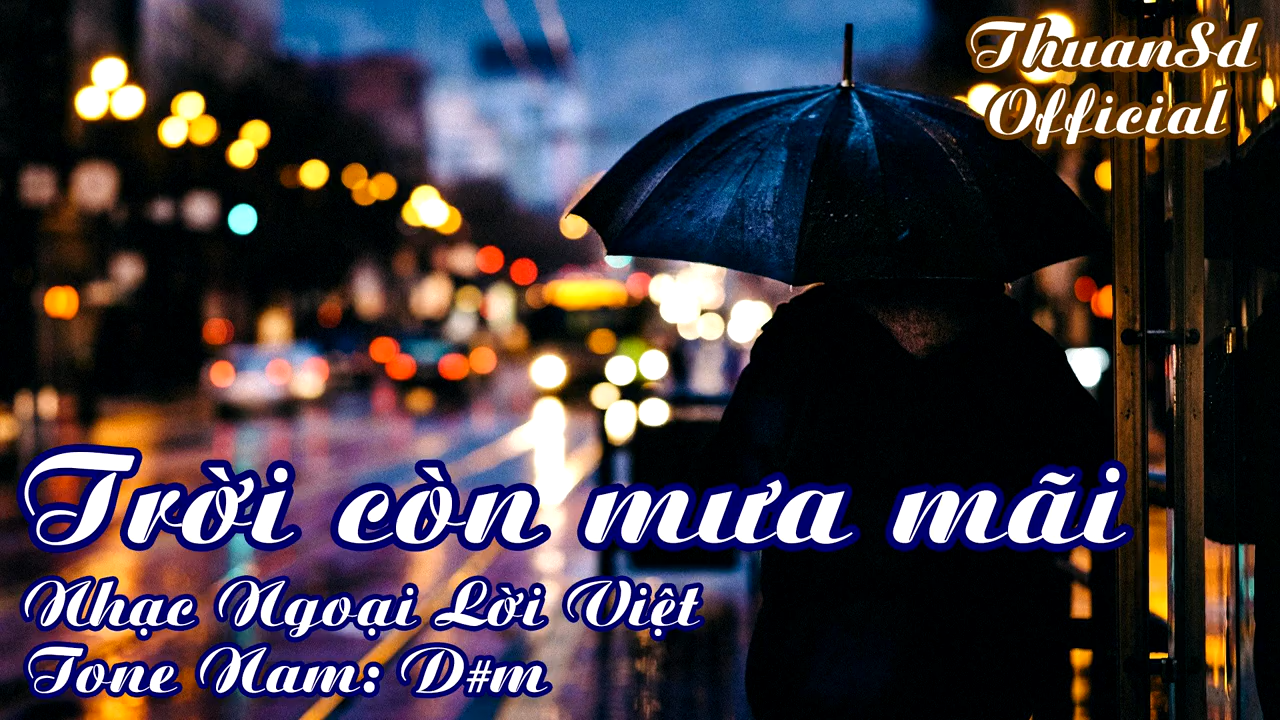 ThuanSd
Official
Trời còn mưa mãi
Nhạc Ngoại Lời Việt
Tone Nam: D#m